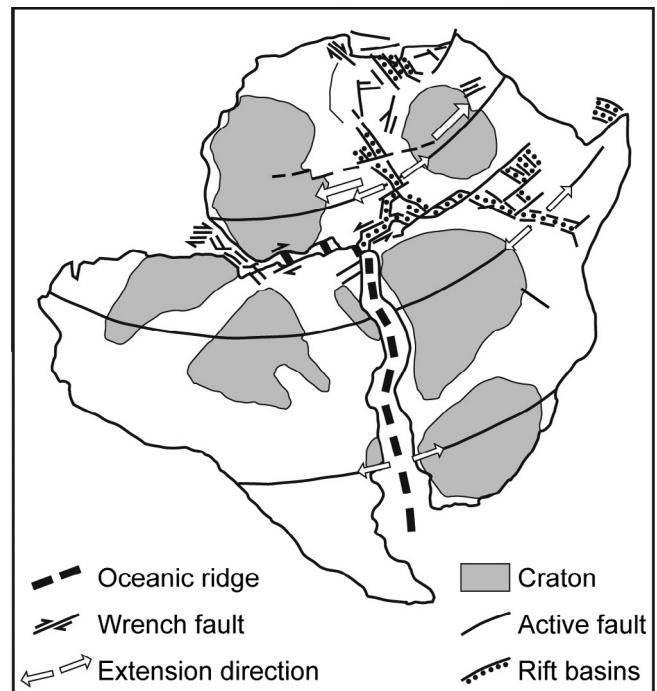 Oceanic ridge
Craton
Wrench fault
Active fault
Extension direction
Rift basins